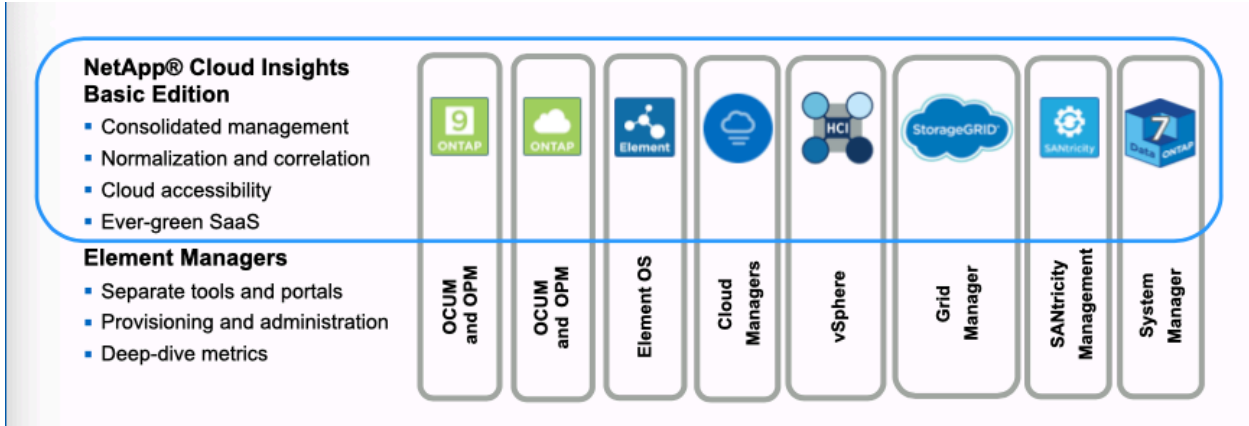 NetApp® Cloud Insights
Basic Edition
▪ Consolidated management
▪ Normalization and correlation
▪ Cloud accessibility
▪ Ever-green SaaS
9
ONTAP
ONTAP
Element
HCI
StorageGRID®
SANtricity
7
Data ONTAP
Element Managers
▪ Separate tools and portals
▪ Provisioning and administration
▪ Deep-dive metrics
OCUM
and OPM
OCUM
and OPM
Element OS
Cloud
Managers
vSphere
Grid
Manager
SANtricity
Management
System
Manager